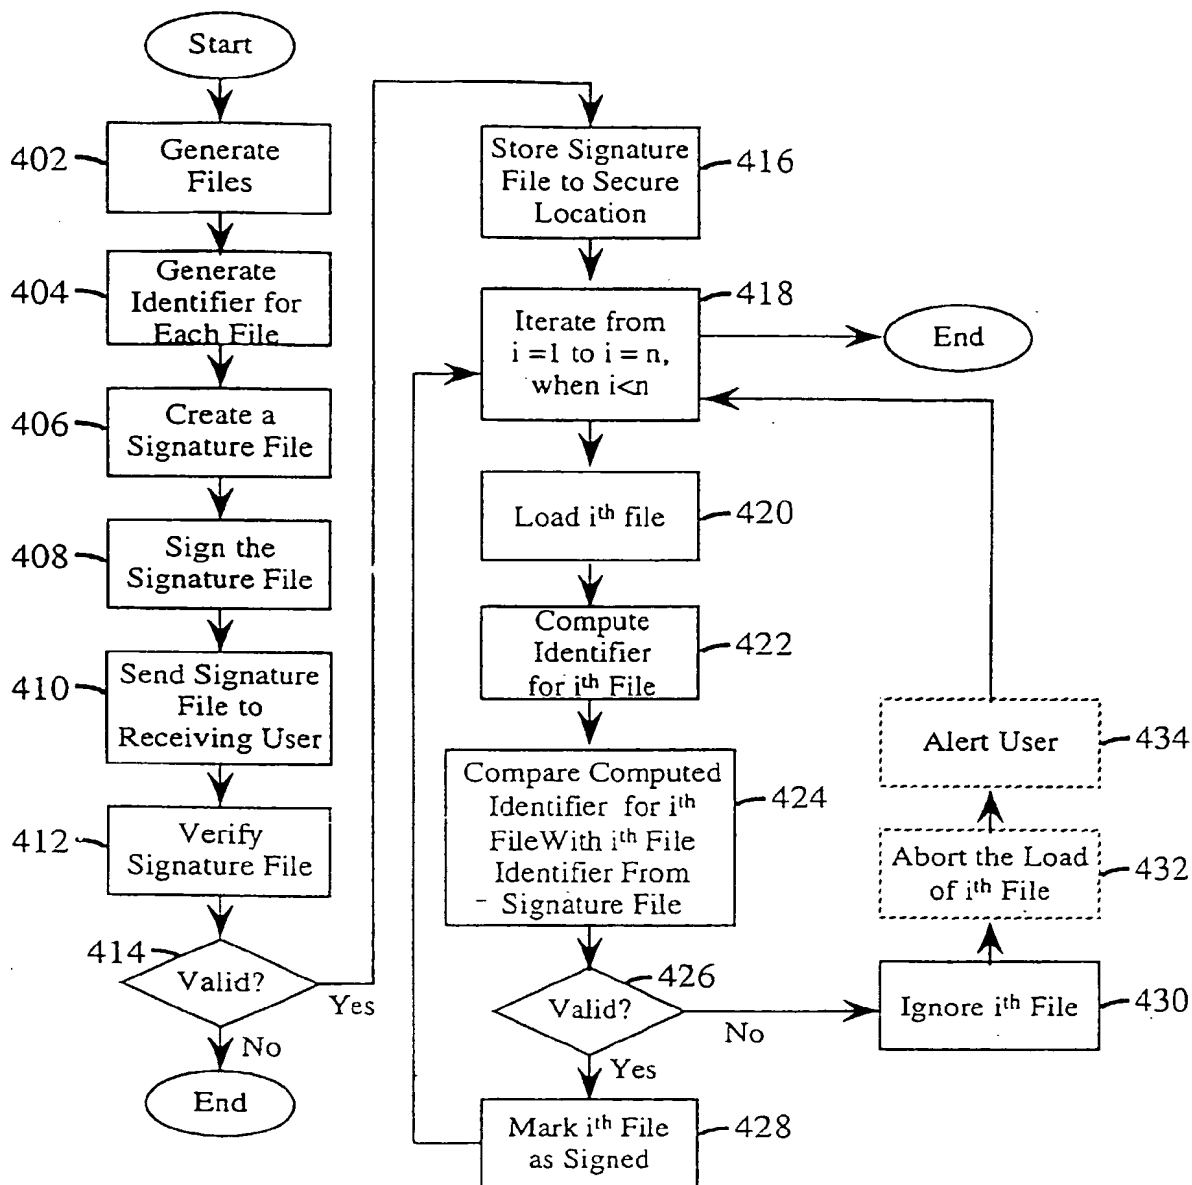 Start
402
Generate
Files
404
Generate
Identifier for
Each File
406
Create a
Signature File
408
Sign the
Signature File
410
Send Signature
File to
Receiving User
412
Verify
Signature File
414
Valid?
Yes
No
End
Store Signature
File to Secure
Location
416
Iterate from
i =1 to i = n,
when i<n
418
End
Load ith file
420
Compute
Identifier
for ith File
422
Compare Computed
Identifier for ith
FileWith ith File
Identifier From
Signature File
424
Valid?
426
No
Yes
Mark ith File
as Signed
428
Alert User
434
Abort the Load
of ith File
432
Ignore ith File
430